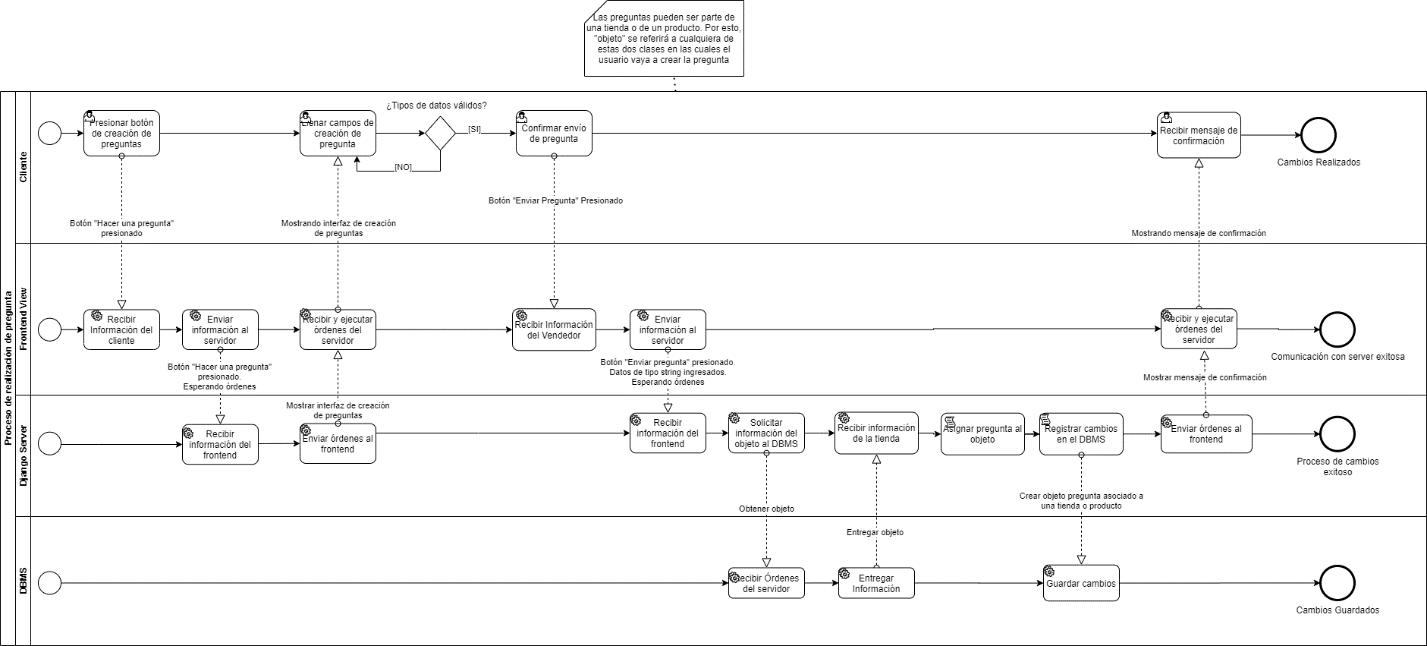 Las preguntas pueden ser parte de
una tienda o de un producto. Por esto,
"objeto" se referirá a cualquiera de
estas dos clases en las cuales el
usuario vaya a crear la pregunta
Proceso de realización de pregunta
Cliente
Presionar botón
de creación de
preguntas
Llenar campos de
creación de
pregunta
¿Tipos de datos válidos?
[SI]
[NO]
Confirmar envío
de pregunta
Recibir mensaje de
confirmación
Cambios Realizados
Botón "Hacer una pregunta"
presionado
Mostrando interfaz de creación
de preguntas
Botón "Enviar Pregunta" Presionado
Mostrando mensaje de confirmación
Frontend View
Recibir
Información del
cliente
Enviar
información al
servidor
Recibir y ejecutar
órdenes del
servidor
Recibir Información
del Vendedor
Enviar
información al
servidor
Recibir y ejecutar
órdenes del
servidor
Comunicación con server exitosa
Botón "Hacer una pregunta"
presionado.
Esperando órdenes
Mostrar interfaz de creación
de preguntas
Botón "Enviar pregunta" presionado.
Datos de tipo string ingresados.
Esperando órdenes
Mostrar mensaje de confirmación
Django Server
Recibir
información del
frontend
Enviar órdenes al
frontend
Recibir
información del
frontend
Solicitar
información del
objeto al DBMS
Recibir información
de la tienda
Asignar pregunta al
objeto
Registrar cambios
en el DBMS
Enviar órdenes al
frontend
Proceso de cambios
exitoso
Obtener objeto
Entregar objeto
Crear objeto pregunta asociado a
una tienda o producto
DBMS
Recibir Órdenes
del servidor
Entregar
Información
Guardar cambios
Cambios Guardados